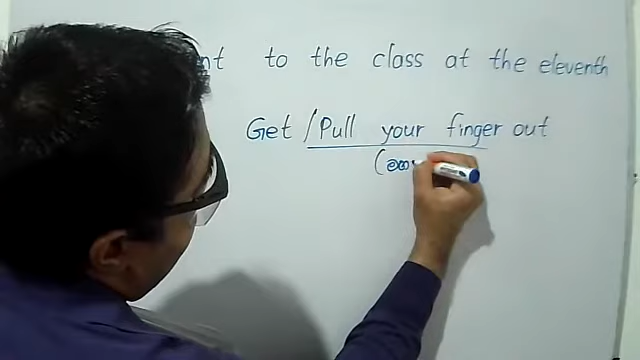 to the class at the eleventh
Get / Pull your finger out